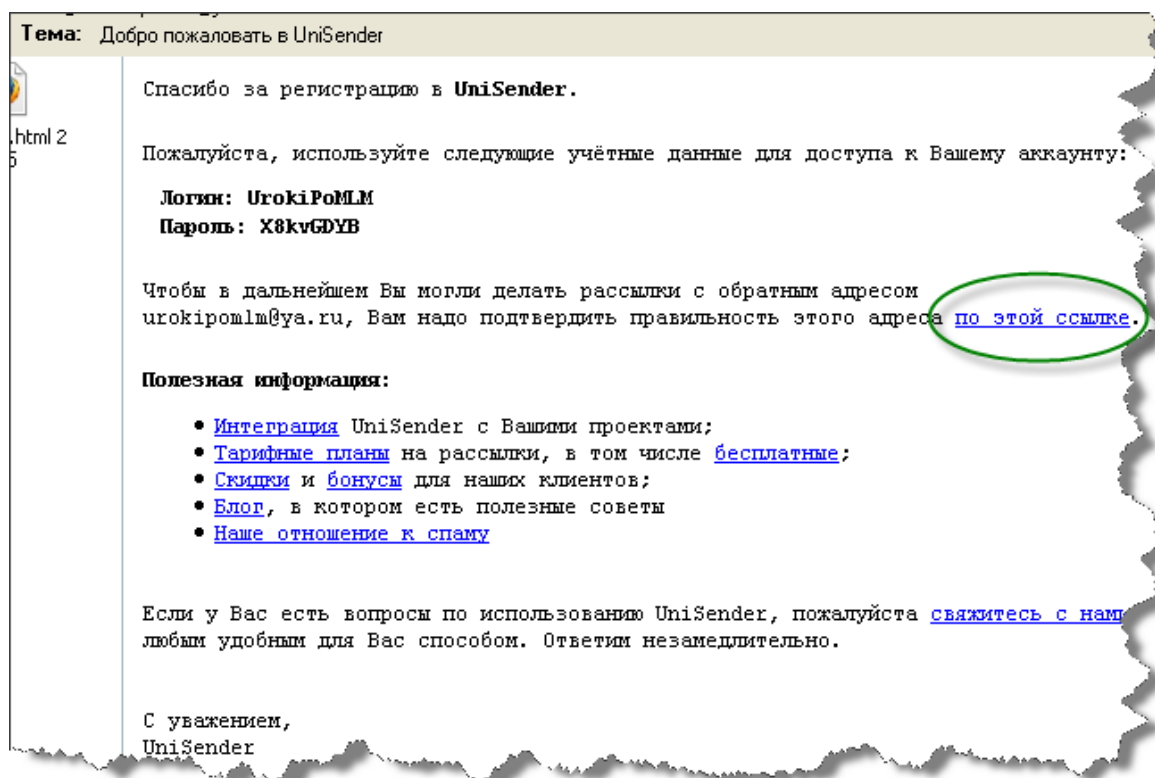 Тема: Добро пожаловать в UniSender
.html 2
Спасибо за регистрацию в UniSender.
Пожалуйста, используйте следующие учётные данные для доступа к Вашему аккаунту:
Логин: UrokiPoMLM
Пароль: X8kvGDYB
Чтобы в дальнейшем Вы могли делать рассылки с обратным адресом
urokipomlm@ya.ru, Вам надо подтвердить правильность этого адреса по этой ссылке.
Полезная информация:
• Интеграция UniSender с Вашими проектами;
• Тарифные планы на рассылки, в том числе бесплатные;
• Скидки и бонусы для наших клиентов;
• Блог, в котором есть полезные советы
• Наше отношение к спаму
Если у Вас есть вопросы по использованию UniSender, пожалуйста свяжитесь с нами
любым удобным для Вас способом. Ответим незамедлительно.
С уважением,
UniSender